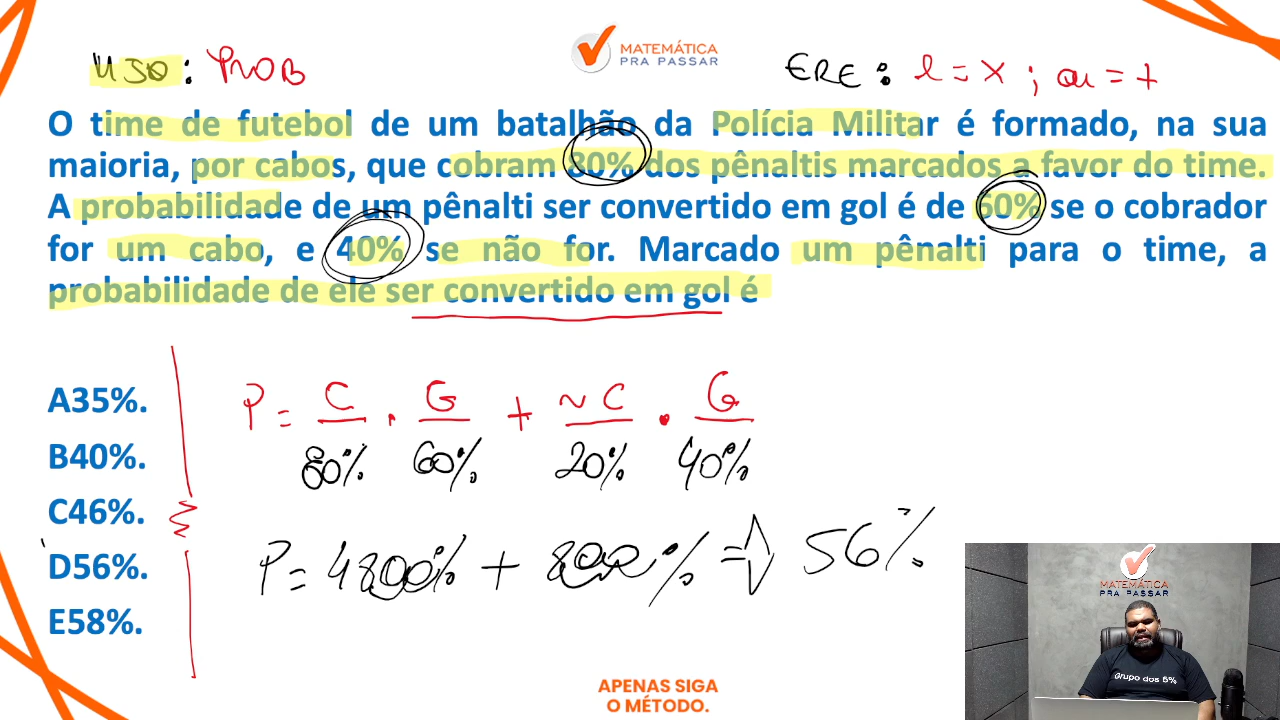 USO : PROB
MATEMÁTICA
PRA PASSAR
ERE : e = x ; ou = +
O time de futebol de um batalhão da Polícia Militar é formado, na sua
maioria, por cabos, que cobram 80% dos pênaltis marcados a favor do time.
A probabilidade de um pênalti ser convertido em gol é de 60% se o cobrador
for um cabo, e 40% se não for. Marcado um pênalti para o time, a
probabilidade de ele ser convertido em gol é
A35%.
B40%.
C46%.
D56%.
E58%.
P = C . G + ~C . G
80% 60% 20% 40%
P = 4800% + 800% => 56%
MATEMÁTICA
PRA PASSAR
Grupo dos 5%
APENAS SIGA
O MÉTODO.